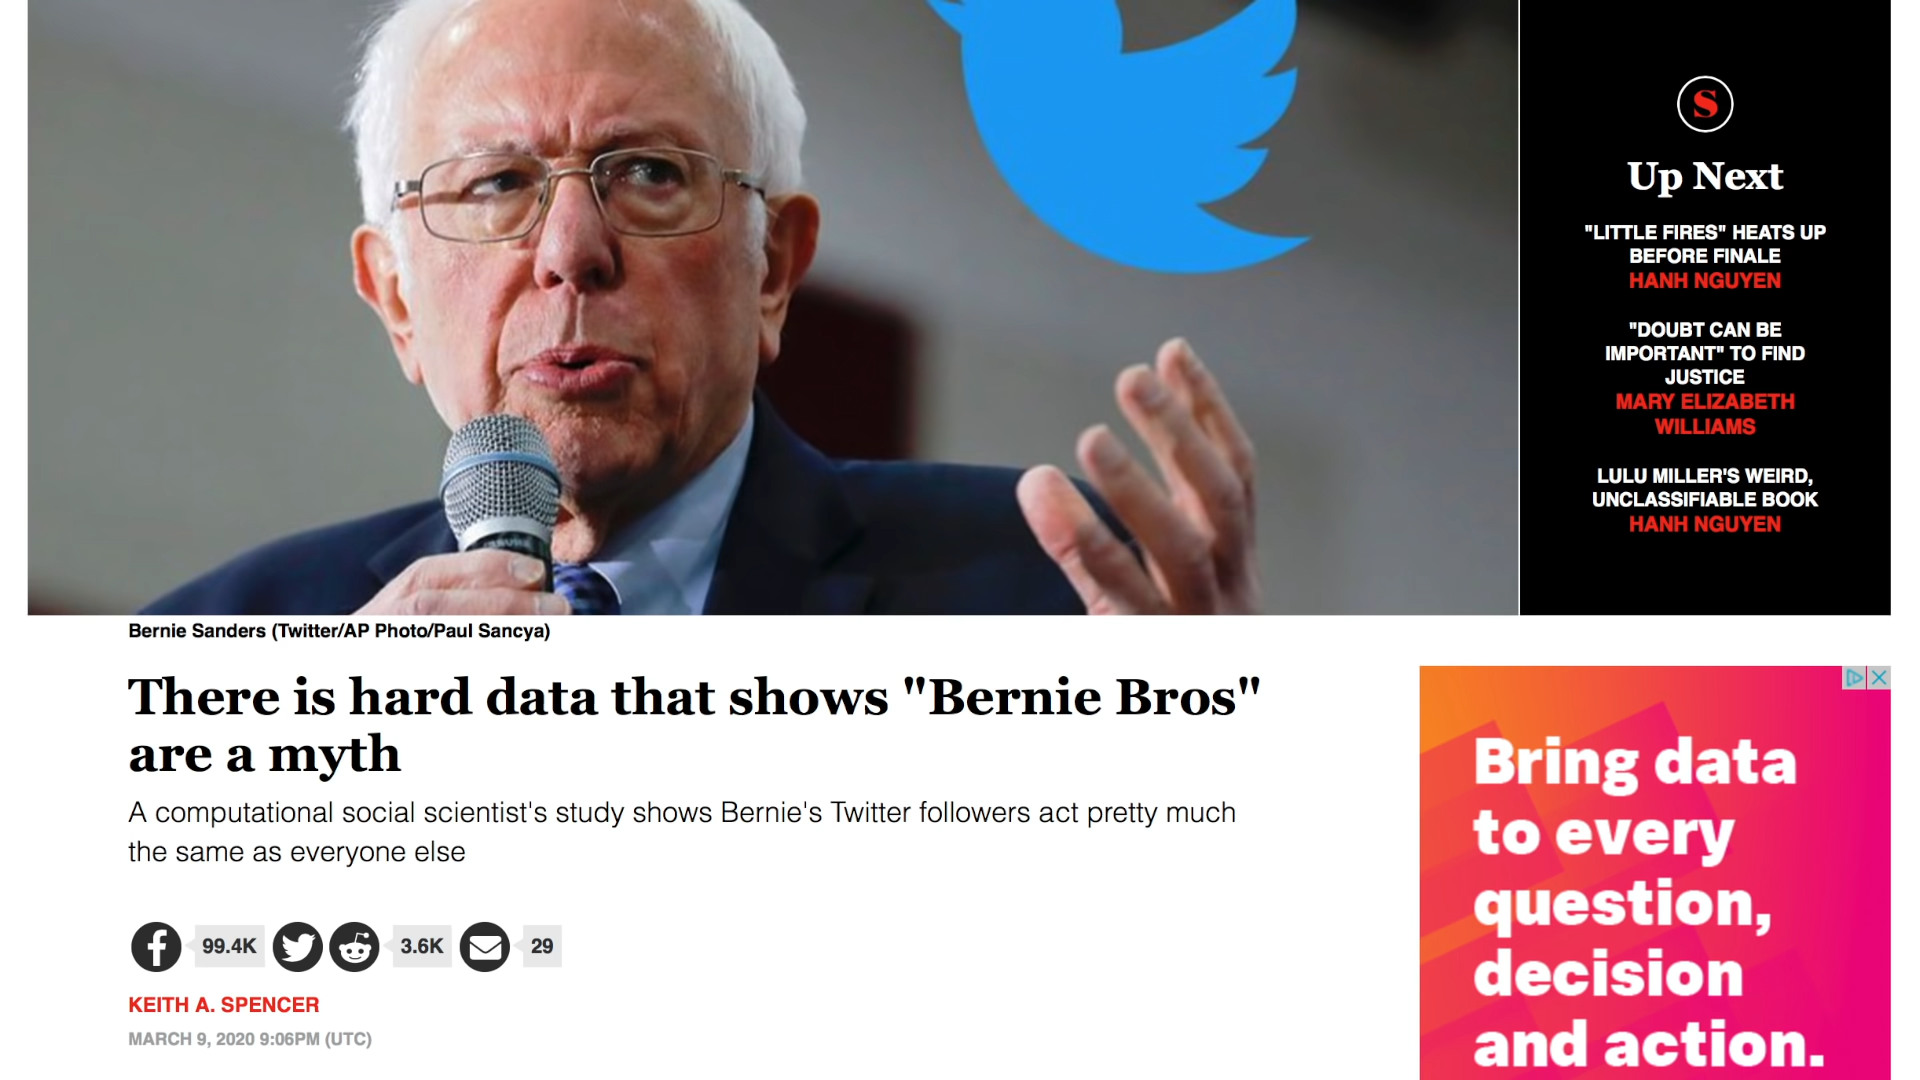 S
Up Next
"LITTLE FIRES" HEATS UP
BEFORE FINALE
HANH NGUYEN
"DOUBT CAN BE
IMPORTANT" TO FIND
JUSTICE
MARY ELIZABETH
WILLIAMS
LULU MILLER'S WEIRD,
UNCLASSIFIABLE BOOK
HANH NGUYEN
Bernie Sanders (Twitter/AP Photo/Paul Sancya)
There is hard data that shows "Bernie Bros"
are a myth
A computational social scientist's study shows Bernie's Twitter followers act pretty much
the same as everyone else
99.4K 3.6K 29
KEITH A. SPENCER
MARCH 9, 2020 9:06PM (UTC)
Bring data
to every
question,
decision
and action.